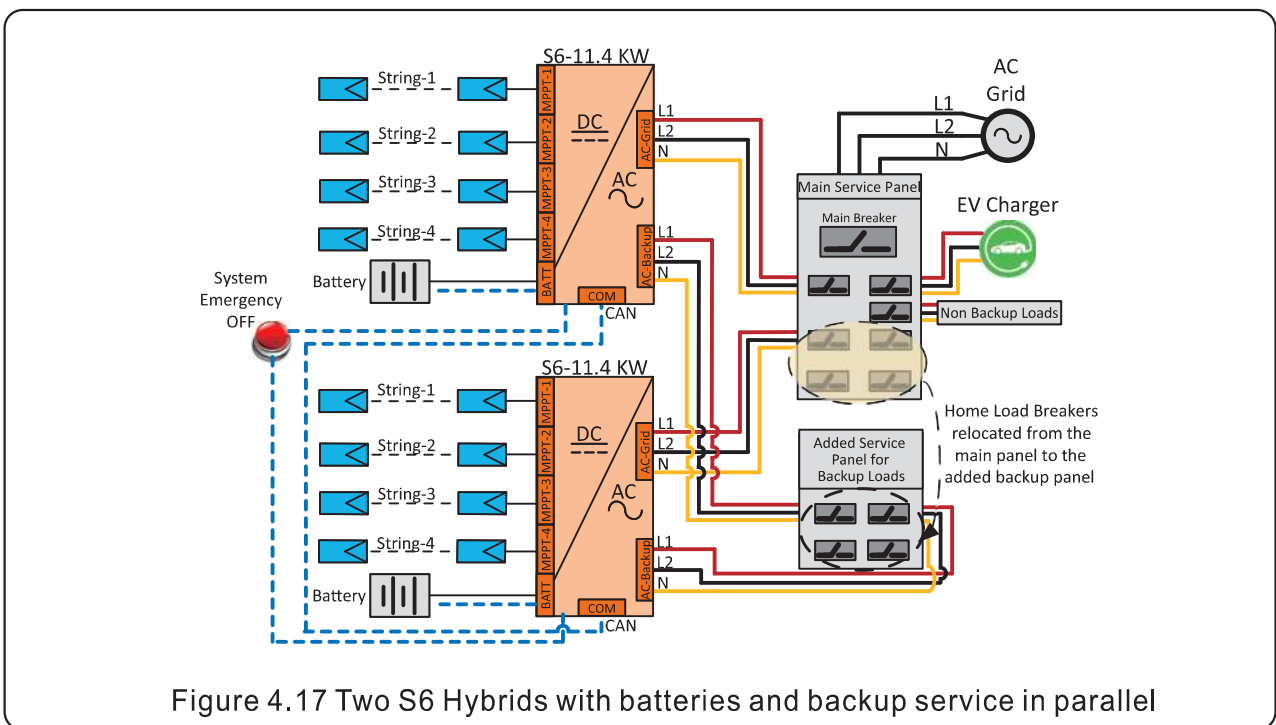 S6-11.4 KW
String-1
String-2
String-3
String-4
Battery
MPPT-1
MPPT-2
MPPT-3
MPPT-4
BATT
DC
AC
AC-Grid
AC-Backup
COM
CAN
L1
L2
N
L1
L2
N
System
Emergency
OFF
S6-11.4 KW
String-1
String-2
String-3
String-4
Battery
MPPT-1
MPPT-2
MPPT-3
MPPT-4
BATT
DC
AC
AC-Grid
AC-Backup
COM
CAN
L1
L2
N
L1
L2
N
AC
Grid
L1
L2
N
Main Service Panel
Main Breaker
EV Charger
Non Backup Loads
Home Load Breakers
relocated from the
main panel to the
added backup panel
Added Service
Panel for
Backup Loads
Figure 4.17 Two S6 Hybrids with batteries and backup service in parallel